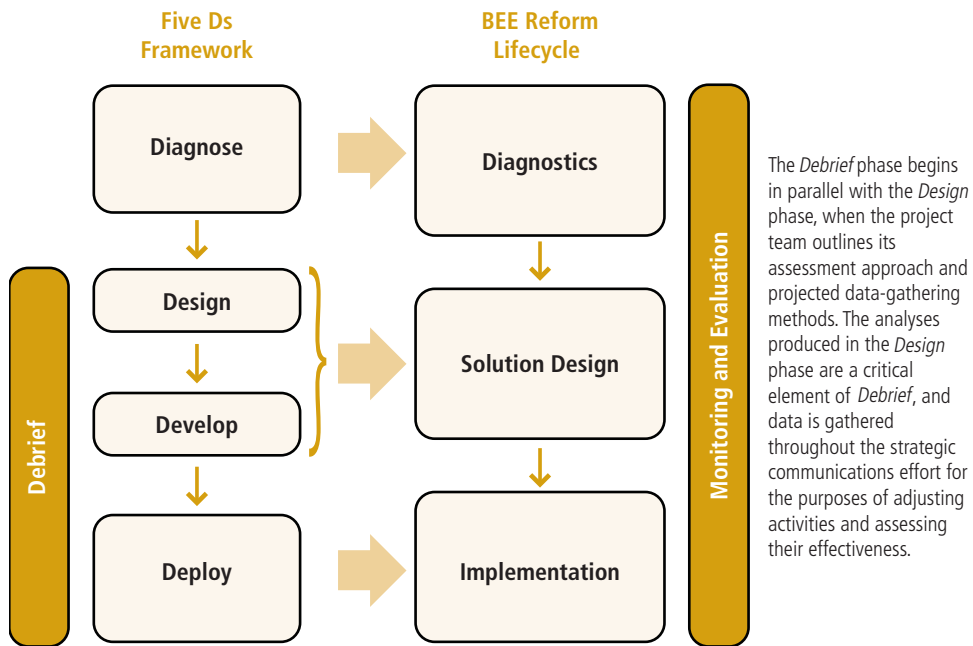 Five Ds
Framework
BEE Reform
Lifecycle
Diagnose
Diagnostics
Design
Develop
Solution Design
Deploy
Implementation
Debrief
Monitoring and Evaluation
The Debrief phase begins
in parallel with the Design
phase, when the project
team outlines its
assessment approach and
projected data-gathering
methods. The analyses
produced in the Design
phase are a critical
element of Debrief, and
data is gathered
throughout the strategic
communications effort for
the purposes of adjusting
activities and assessing
their effectiveness.